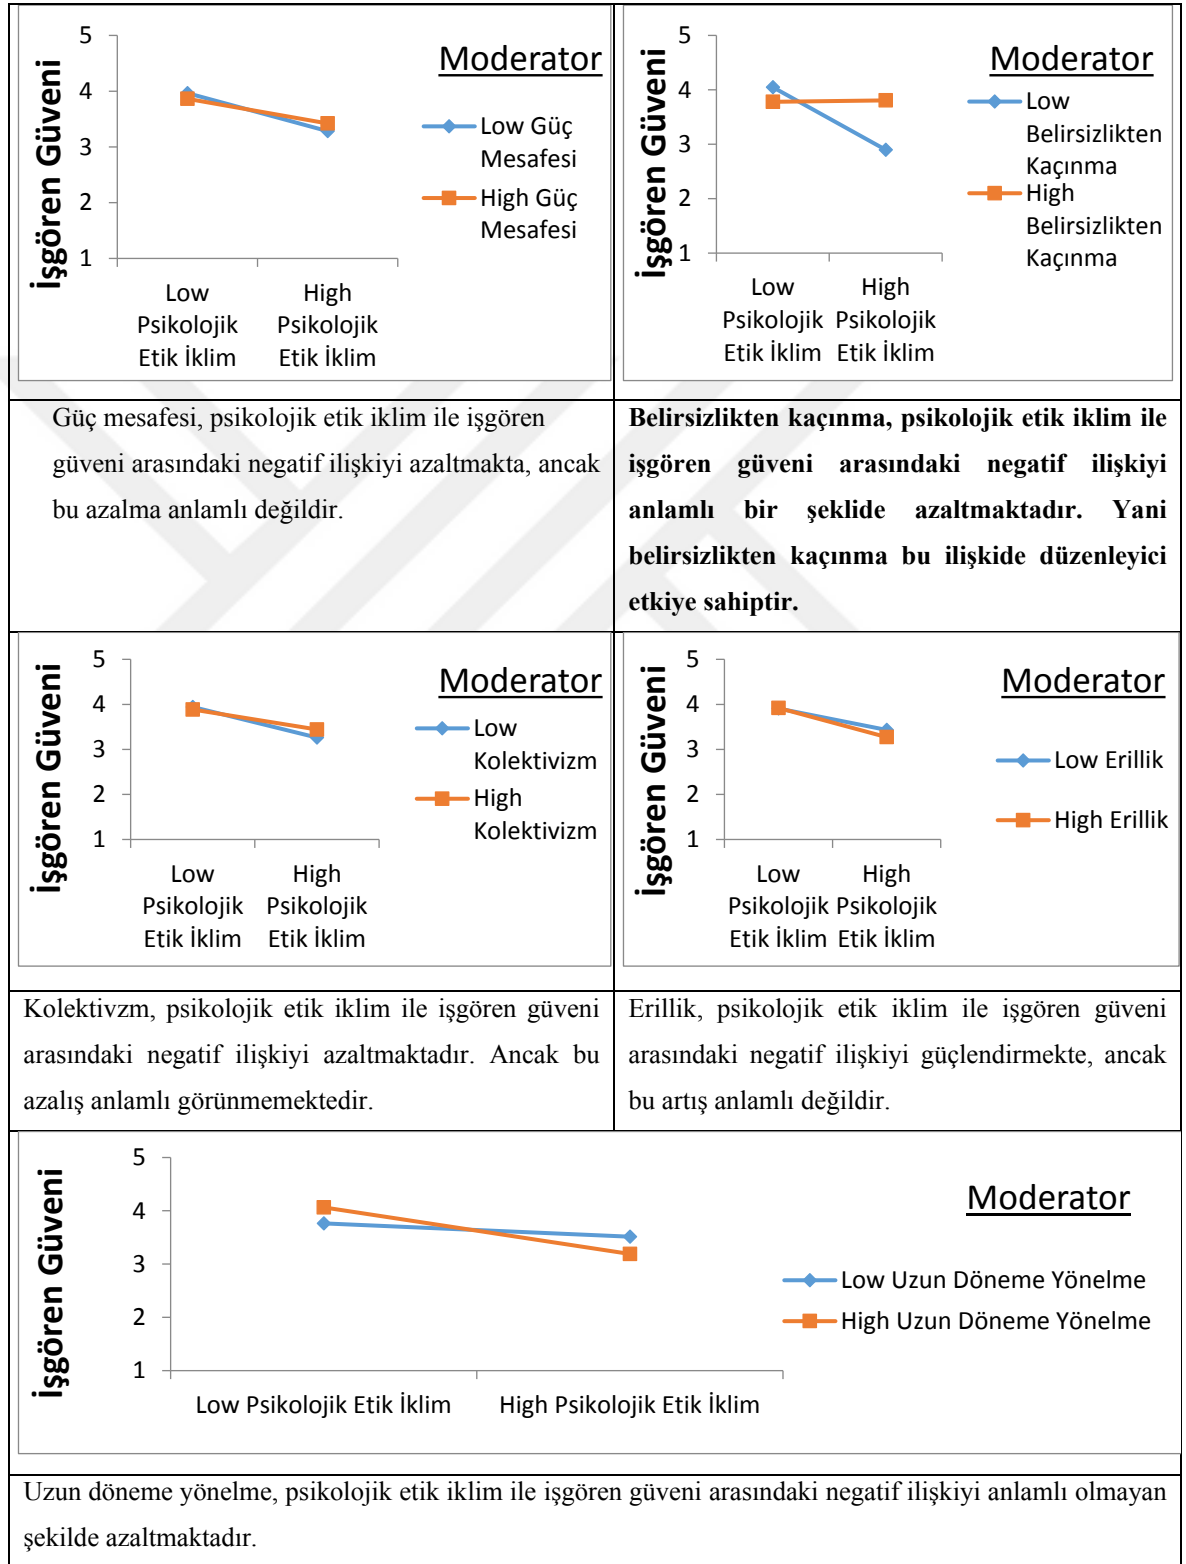 5
4
3
2
1
İşgören Güveni
Low
Psikolojik
Etik İklim
High
Psikolojik
Etik İklim
Moderator
Low Güç
Mesafesi
High Güç
Mesafesi
5
4
3
2
1
İşgören Güveni
Low
Psikolojik
Etik İklim
High
Psikolojik
Etik İklim
Moderator
Low
Belirsizlikten
Kaçınma
High
Belirsizlikten
Kaçınma
Güç mesafesi, psikolojik etik iklim ile işgören
güveni arasındaki negatif ilişkiyi azaltmakta, ancak
bu azalma anlamlı değildir.
Belirsizlikten kaçınma, psikolojik etik iklim ile
işgören güveni arasındaki negatif ilişkiyi
anlamlı bir şeklide azaltmaktadır. Yani
belirsizlikten kaçınma bu ilişkide düzenleyici
etkiye sahiptir.
5
4
3
2
1
İşgören Güveni
Low
Psikolojik
Etik İklim
High
Psikolojik
Etik İklim
Moderator
Low
Kolektivizm
High
Kolektivizm
5
4
3
2
1
İşgören Güveni
Low
Psikolojik
Etik İklim
High
Psikolojik
Etik İklim
Moderator
Low Erillik
High Erillik
Kolektivzm, psikolojik etik iklim ile işgören güveni
arasındaki negatif ilişkiyi azaltmaktadır. Ancak bu
azalış anlamlı görünmemektedir.
Erillik, psikolojik etik iklim ile işgören güveni
arasındaki negatif ilişkiyi güçlendirmekte, ancak
bu artış anlamlı değildir.
5
4
3
2
1
İşgören Güveni
Low Psikolojik Etik İklim
High Psikolojik Etik İklim
Moderator
Low Uzun Döneme Yönelme
High Uzun Döneme Yönelme
Uzun döneme yönelme, psikolojik etik iklim ile işgören güveni arasındaki negatif ilişkiyi anlamlı olmayan
şekilde azaltmaktadır.